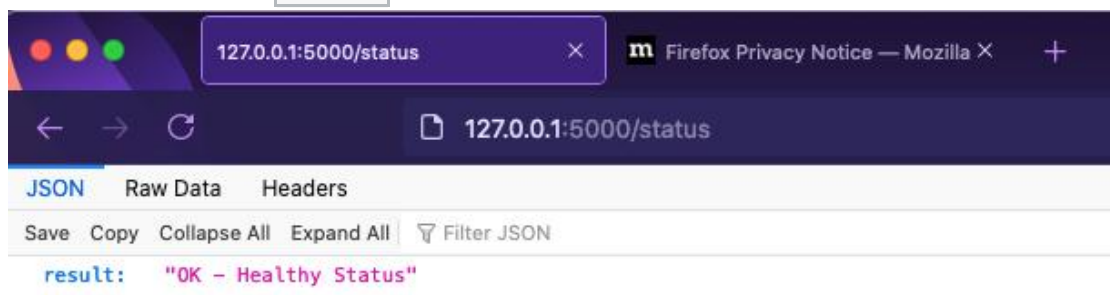 127.0.0.1:5000/status × m Firefox Privacy Notice — Mozilla × +
127.0.0.1:5000/status
JSON Raw Data Headers
Save Copy Collapse All Expand All Filter JSON
result: "OK – Healthy Status"